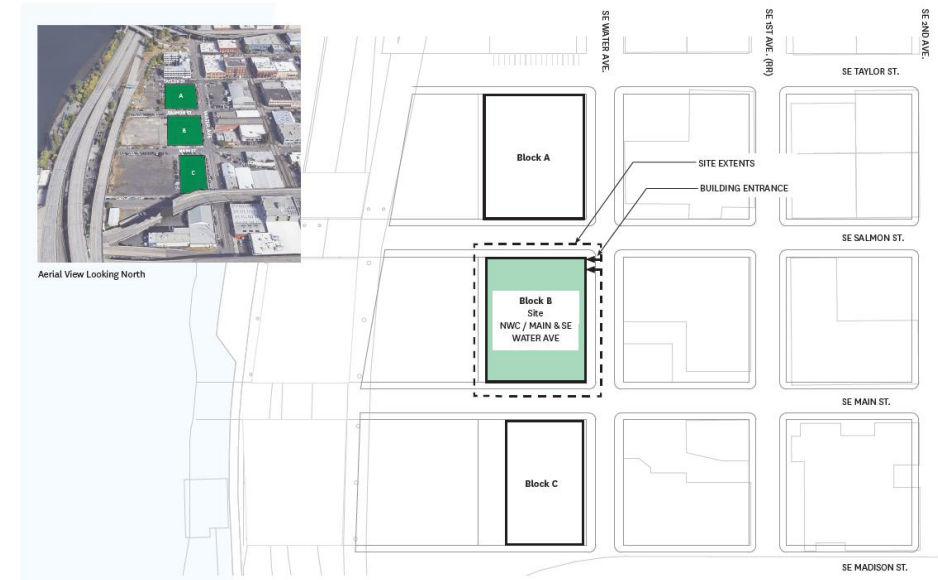 SE WATER AVE.
SE 1ST AVE. (RR)
SE 2ND AVE.
SE TAYLOR ST.
A
B
C
Aerial View Looking North
Block A
SITE EXTENTS
BUILDING ENTRANCE
SE SALMON ST.
Block B
Site
NWC / MAIN & SE
WATER AVE
SE MAIN ST.
Block C
SE MADISON ST.